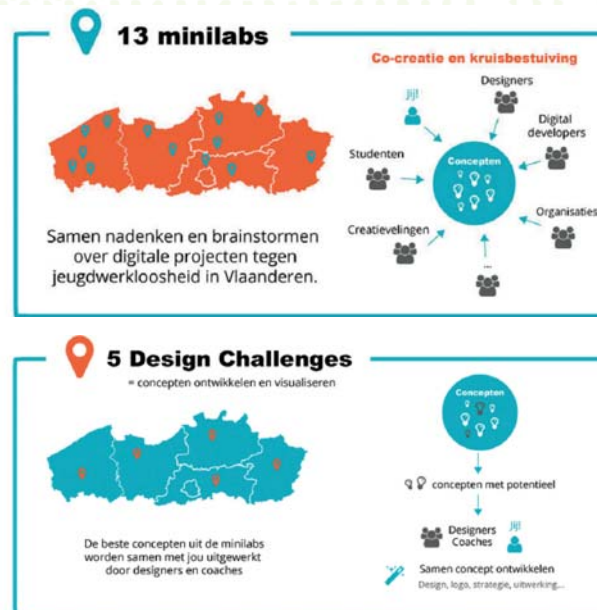 13 minilabs
Co-creatie en kruisbestuiving
Jij!
Designers
Digital
developers
Studenten
Concepten
Organisaties
Creatievelingen
...
Samen nadenken en brainstormen
over digitale projecten tegen
jeugdwerkloosheid in Vlaanderen.
5 Design Challenges
= concepten ontwikkelen en visualiseren
Concepten
concepten met potentieel
Designers
Coaches
Jij!
De beste concepten uit de minilabs
worden samen met jou uitgewerkt
door designers en coaches
Samen concept ontwikkelen
Design, logo, strategie, uitwerking...